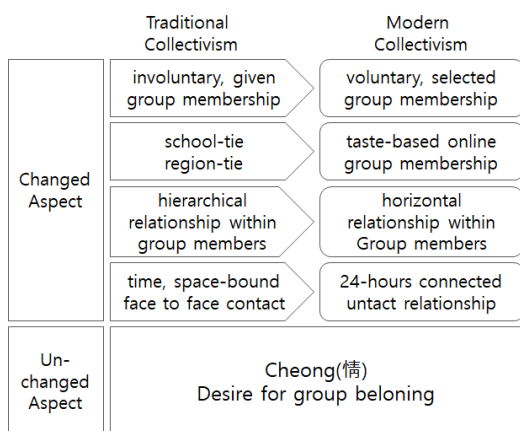 Traditional
Collectivism
Modern
Collectivism
Changed
Aspect
involuntary, given
group membership
voluntary, selected
group membership
school-tie
region-tie
taste-based online
group membership
hierarchical
relationship within
group members
horizontal
relationship within
Group members
time, space-bound
face to face contact
24-hours connected
untact relationship
Un-
changed
Aspect
Cheong(情)
Desire for group beloning